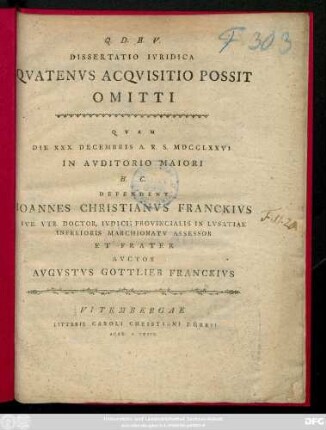 Q. D. B. V.
DISSERTATIO IVRIDICA
QVATENVS ACQVISITIO POSSIT
OMITTI
QVAM
DIE XXX DECEMBRIS A. R. S. MDCCLXXVI
IN AVDITORIO MAIORI
H. C.
DEFENDENT
IOANNES CHRISTIANVS FRANCKIVS
IVR. VTR. DOCTOR, IVDICII PROVINCIALIS IN LVSATIAE
INFERIORIS MARCHIONATV ASSESSOR
ET FRATER
AVCTOR
AVGVSTVS GOTTLIEB FRANCKIVS
VITEMBERGAE
LITERIS CAROLI CHRISTIANI DÜRRII
F 303